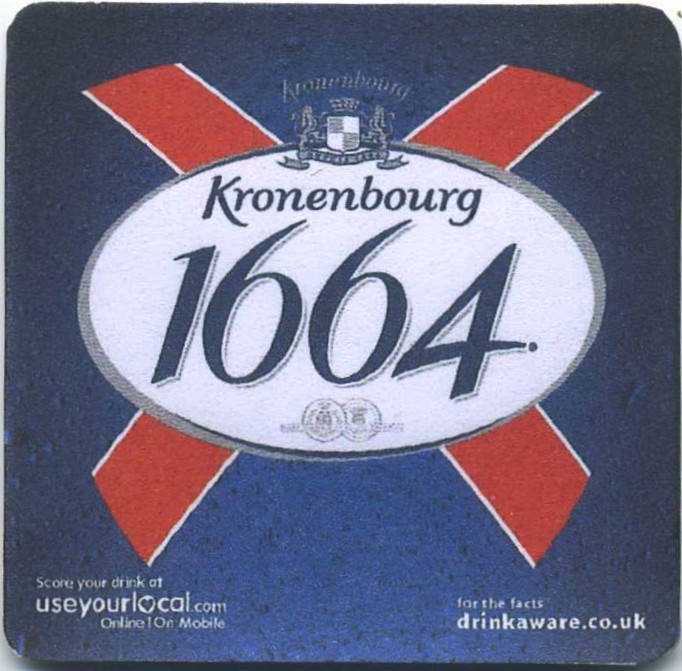 Kronenbourg
Kronenbourg
1664.
Score your drink at
useyourlocal.com
Online | On Mobile
for the facts
drinkaware.co.uk